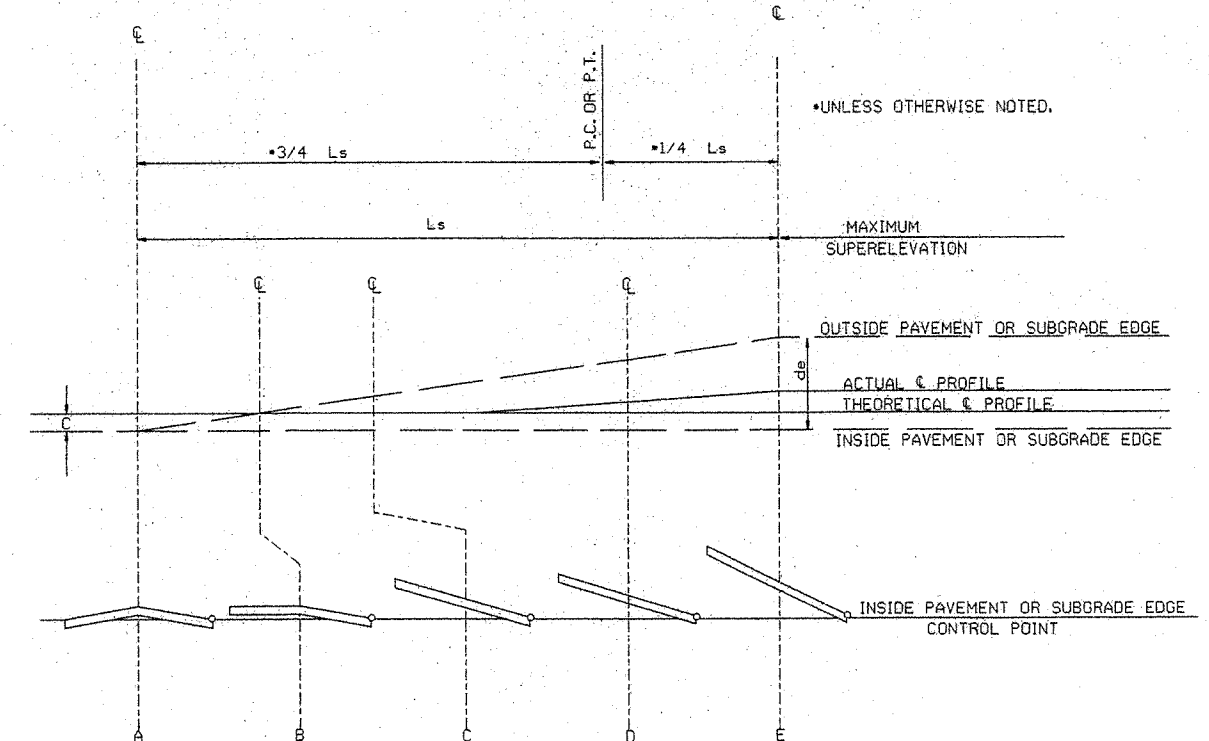 ℄
℄
P.C. OR P.T.
*UNLESS OTHERWISE NOTED.
*3/4 Ls
*1/4 Ls
Ls
MAXIMUM
SUPERELEVATION
℄
℄
℄
OUTSIDE PAVEMENT OR SUBGRADE EDGE
de
ACTUAL ℄ PROFILE
THEORETICAL ℄ PROFILE
C
INSIDE PAVEMENT OR SUBGRADE EDGE
INSIDE PAVEMENT OR SUBGRADE EDGE
CONTROL POINT
A
B
C
D
E